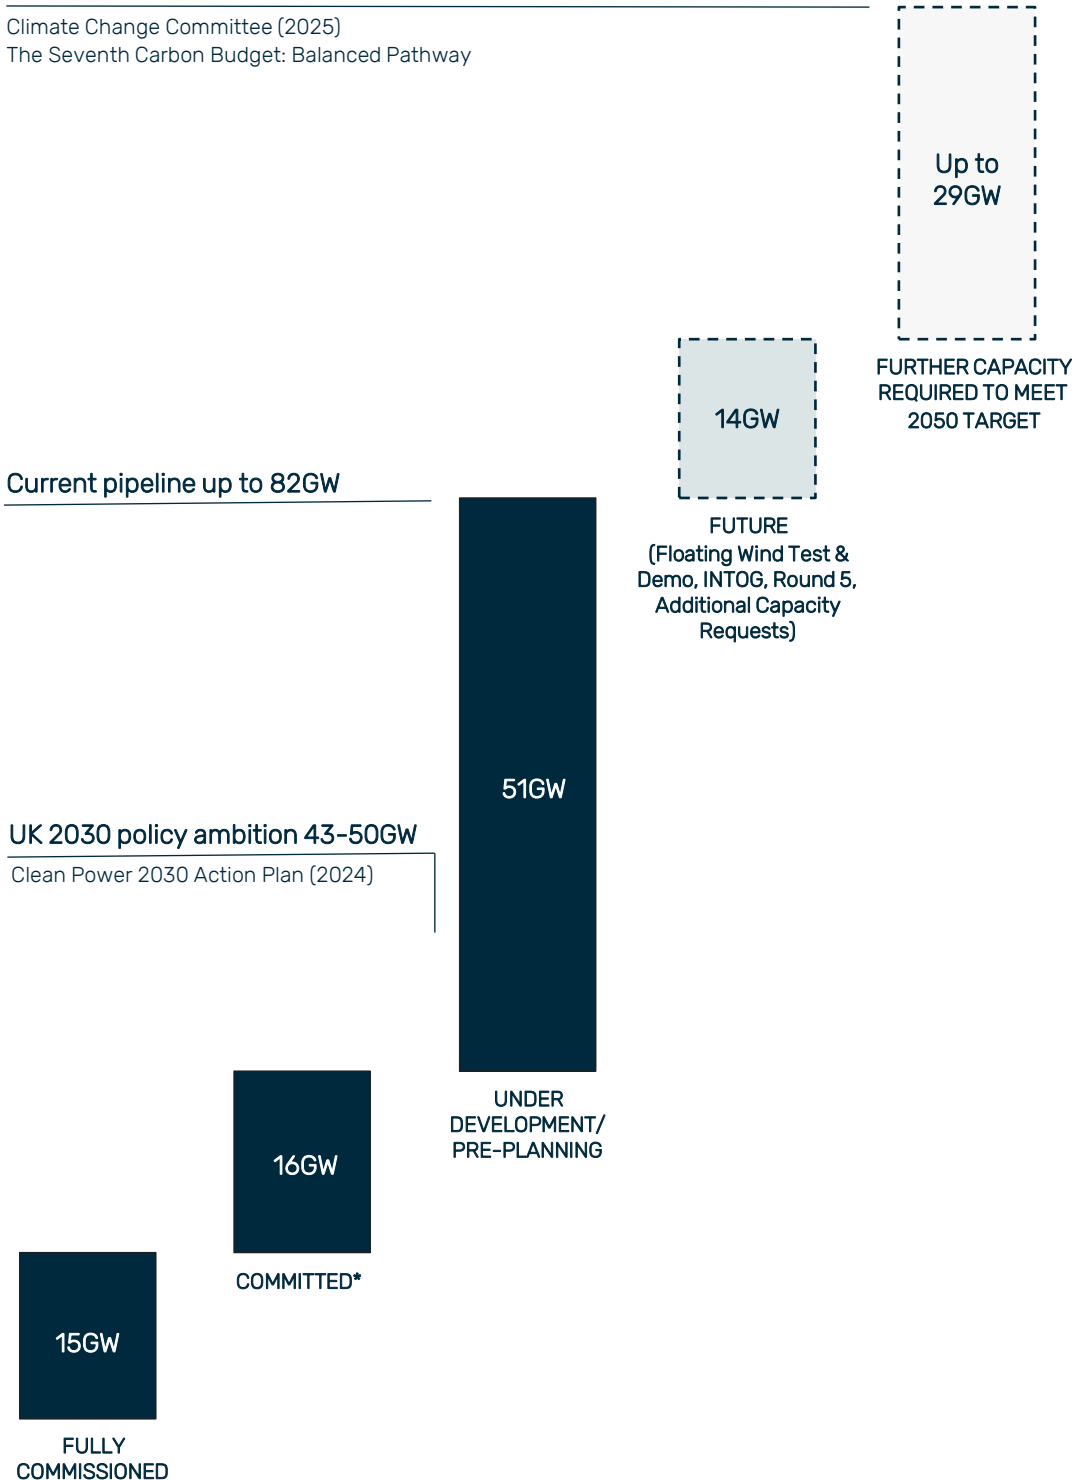 Climate Change Committee (2025)
The Seventh Carbon Budget: Balanced Pathway
Up to
29GW
FURTHER CAPACITY
REQUIRED TO MEET
2050 TARGET
14GW
FUTURE
(Floating Wind Test &
Demo, INTOG, Round 5,
Additional Capacity
Requests)
Current pipeline up to 82GW
51GW
UNDER
DEVELOPMENT/
PRE-PLANNING
UK 2030 policy ambition 43-50GW
Clean Power 2030 Action Plan (2024)
16GW
COMMITTED*
15GW
FULLY
COMMISSIONED